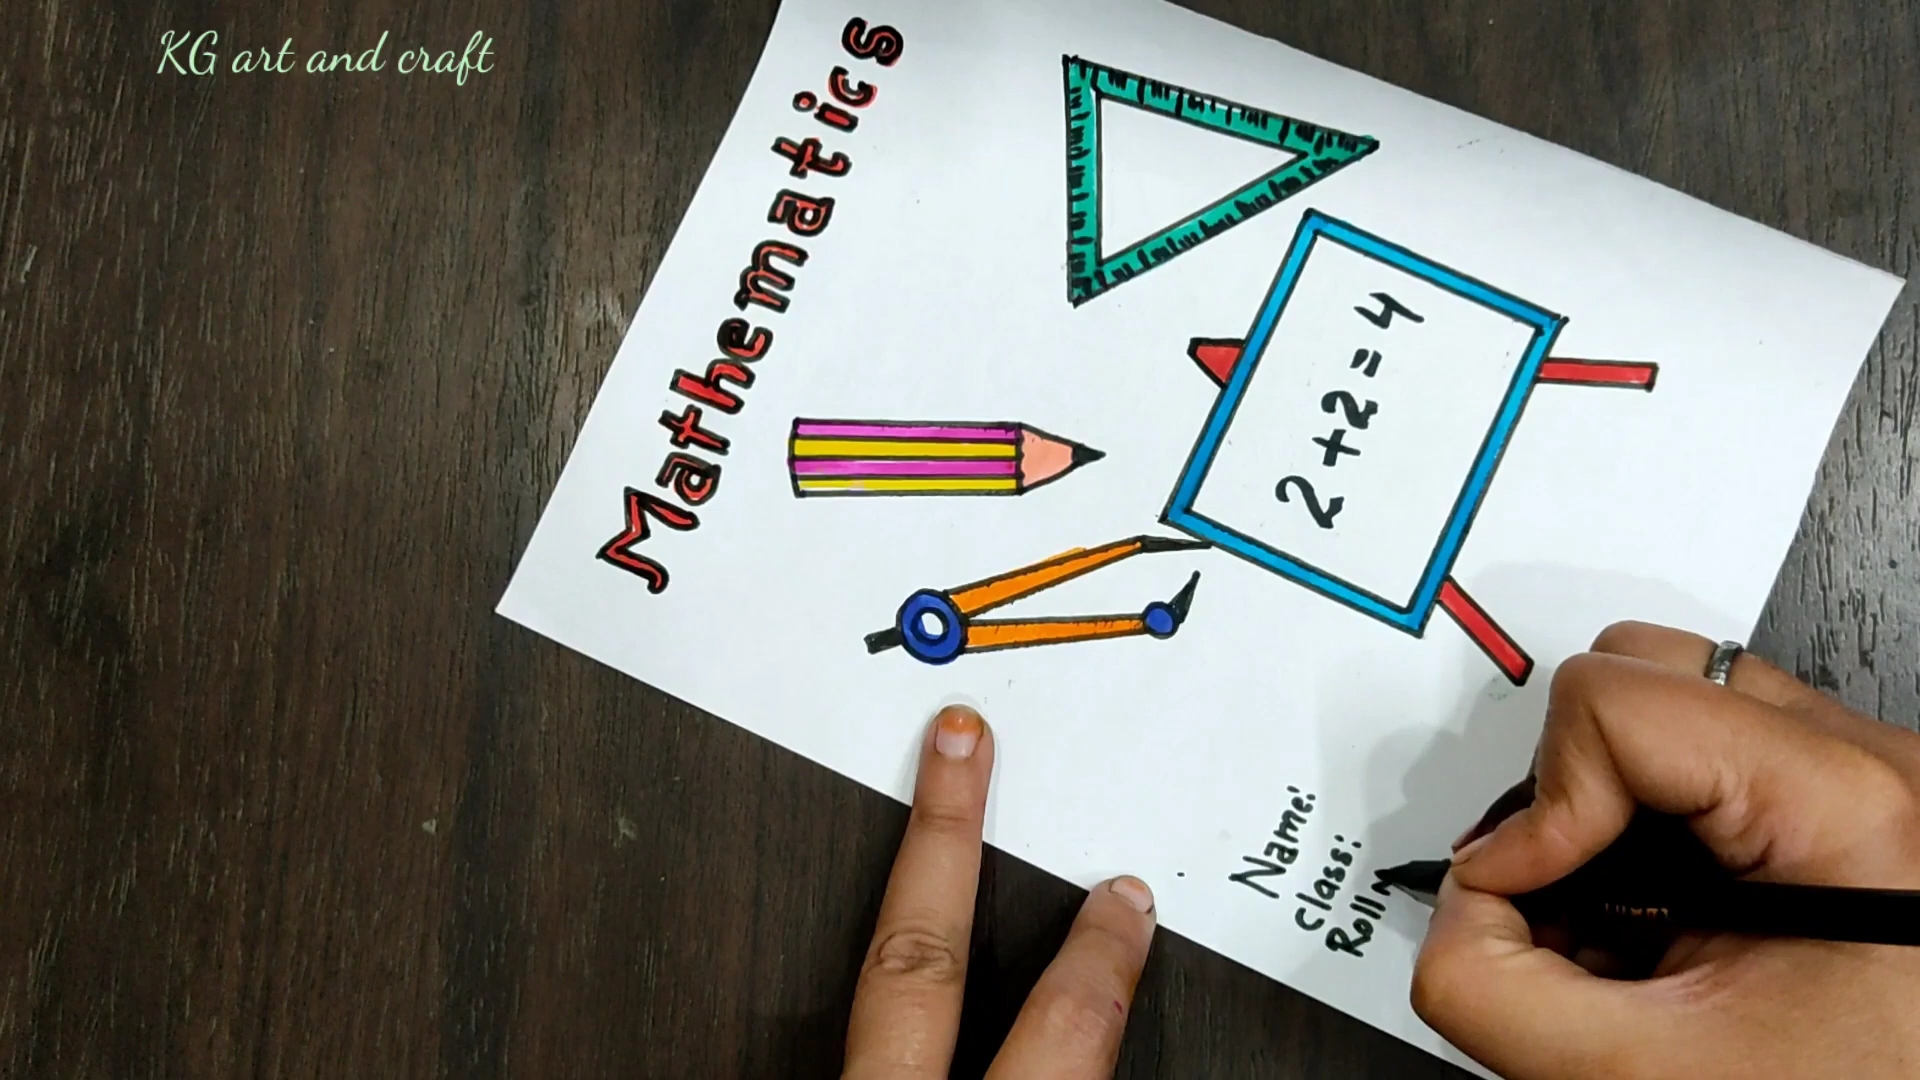 KG art and craft
Mathematics
2+2=4
Name:
Class:
Roll n